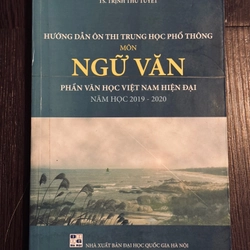 TS. TRỊNH THU TUYẾT
HƯỚNG DẪN ÔN THI TRUNG HỌC PHỔ THÔNG
MÔN
NGỮ VĂN
PHẦN VĂN HỌC VIỆT NAM HIỆN ĐẠI
NĂM HỌC 2019 - 2020
NHÀ XUẤT BẢN ĐẠI HỌC QUỐC GIA HÀ NỘI